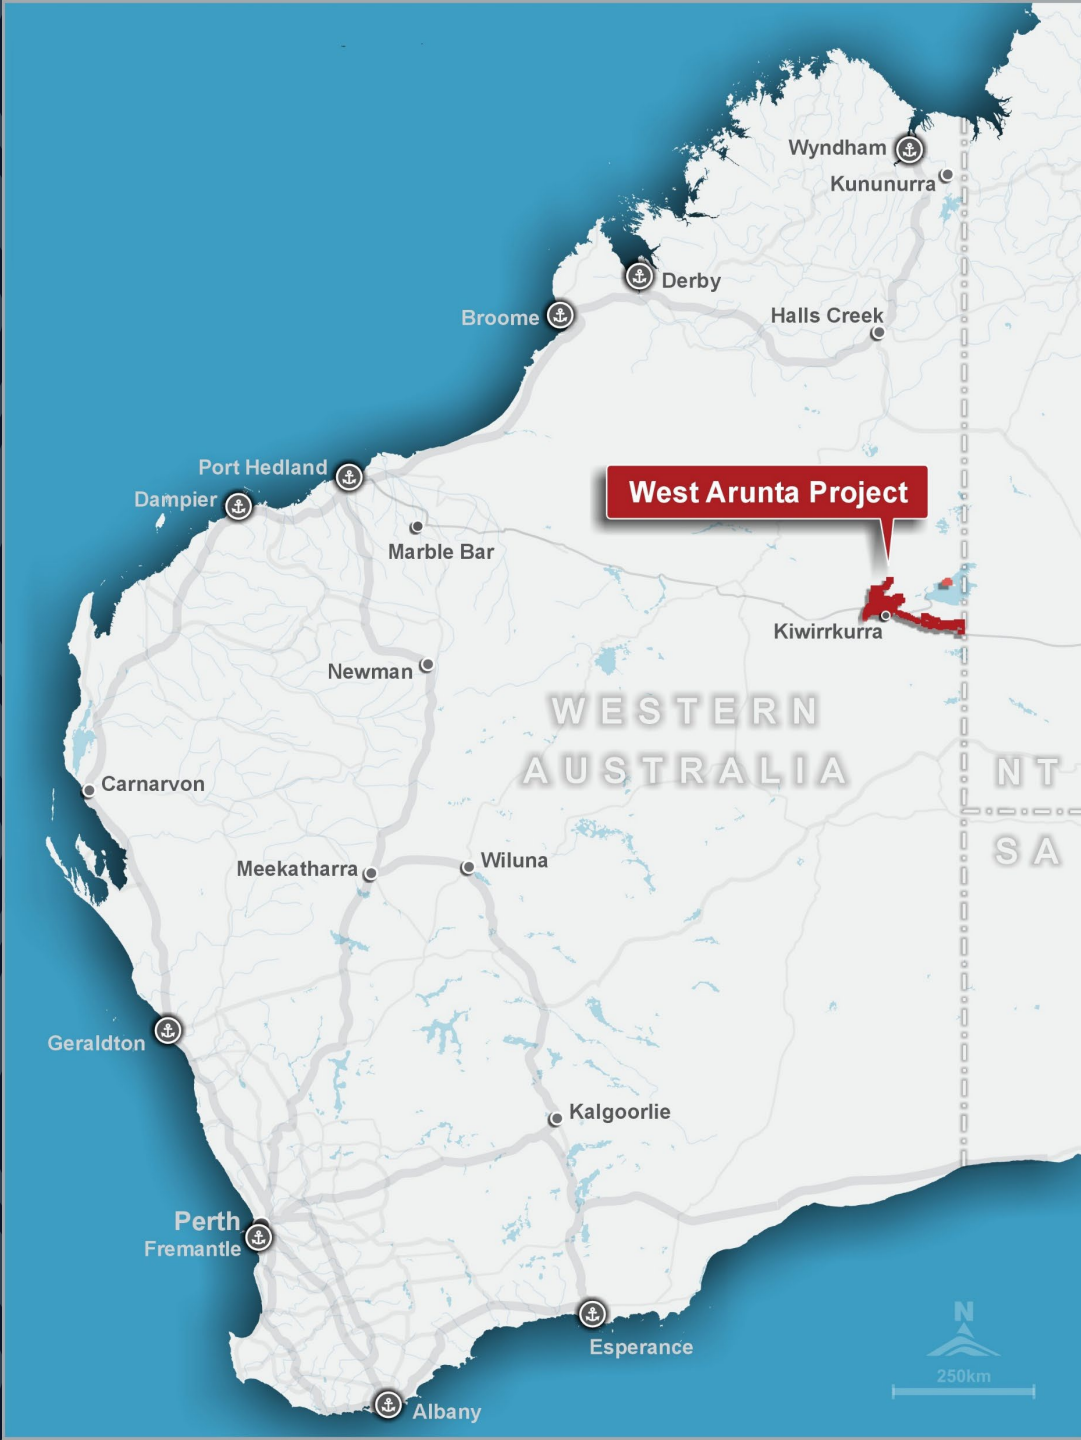 Wyndham
Kununurra
Derby
Broome
Halls Creek
Port Hedland
Dampier
West Arunta Project
Marble Bar
Kiwirrkurra
Newman
WESTERN
AUSTRALIA
NT
Carnarvon
SA
Wiluna
Meekatharra
Geraldton
Kalgoorlie
Perth
Fremantle
N
Esperance
250km
Albany